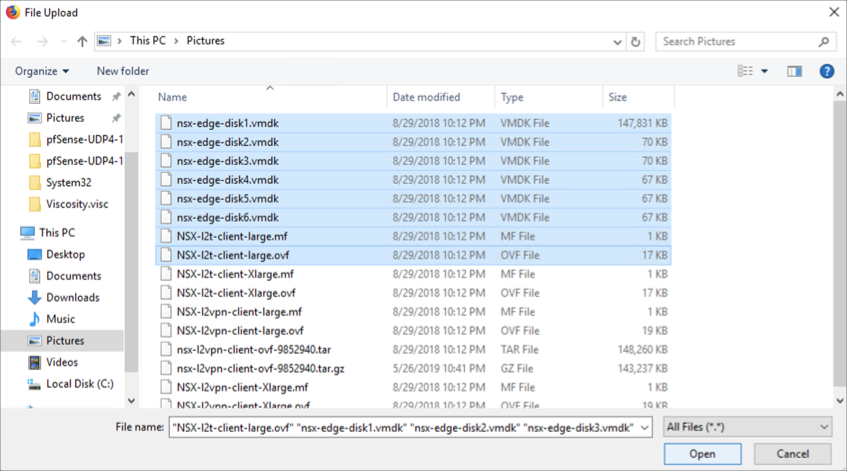 File Upload
This PC > Pictures
Search Pictures
Organize New folder
Name Date modified Type Size
Documents
Pictures
pfSense-UDP4-1
pfSense-UDP4-1
System32
Viscosity.visc
This PC
Desktop
Documents
Downloads
Music
Pictures
Videos
Local Disk (C:)
nsx-edge-disk1.vmdk 8/29/2018 10:12 PM VMDK File 147,831 KB
nsx-edge-disk2.vmdk 8/29/2018 10:12 PM VMDK File 70 KB
nsx-edge-disk3.vmdk 8/29/2018 10:12 PM VMDK File 70 KB
nsx-edge-disk4.vmdk 8/29/2018 10:12 PM VMDK File 67 KB
nsx-edge-disk5.vmdk 8/29/2018 10:12 PM VMDK File 67 KB
nsx-edge-disk6.vmdk 8/29/2018 10:12 PM VMDK File 67 KB
NSX-l2t-client-large.mf 8/29/2018 10:12 PM MF File 1 KB
NSX-l2t-client-large.ovf 8/29/2018 10:12 PM OVF File 17 KB
NSX-l2t-client-Xlarge.mf 8/29/2018 10:12 PM MF File 1 KB
NSX-l2t-client-Xlarge.ovf 8/29/2018 10:12 PM OVF File 17 KB
NSX-l2vpn-client-large.mf 8/29/2018 10:12 PM MF File 1 KB
NSX-l2vpn-client-large.ovf 8/29/2018 10:12 PM OVF File 19 KB
nsx-l2vpn-client-ovf-9852940.tar 8/29/2018 10:12 PM TAR File 148,260 KB
nsx-l2vpn-client-ovf-9852940.tar.gz 5/26/2019 10:41 PM GZ File 143,237 KB
NSX-l2vpn-client-Xlarge.mf 8/29/2018 10:12 PM MF File 1 KB
NSX-l2vpn-client-Xlarge.ovf 8/29/2018 10:12 PM OVF File 19 KB
File name: "NSX-l2t-client-large.ovf" "nsx-edge-disk1.vmdk" "nsx-edge-disk2.vmdk" "nsx-edge-disk3.vmdk"
All Files (*.*)
Open Cancel